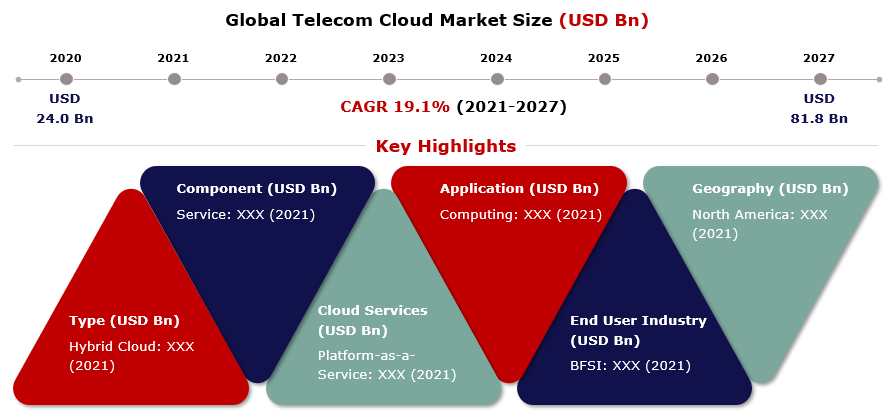 Global Telecom Cloud Market Size (USD Bn)
2020 2021 2022 2023 2024 2025 2026 2027
USD
24.0 Bn
CAGR 19.1% (2021-2027)
USD
81.8 Bn
Key Highlights
Type (USD Bn)
Hybrid Cloud: XXX
(2021)
Component (USD Bn)
Service: XXX (2021)
Cloud Services
(USD Bn)
Platform-as-a-
Service: XXX (2021)
Application (USD Bn)
Computing: XXX (2021)
End User Industry
(USD Bn)
BFSI: XXX (2021)
Geography (USD Bn)
North America: XXX
(2021)